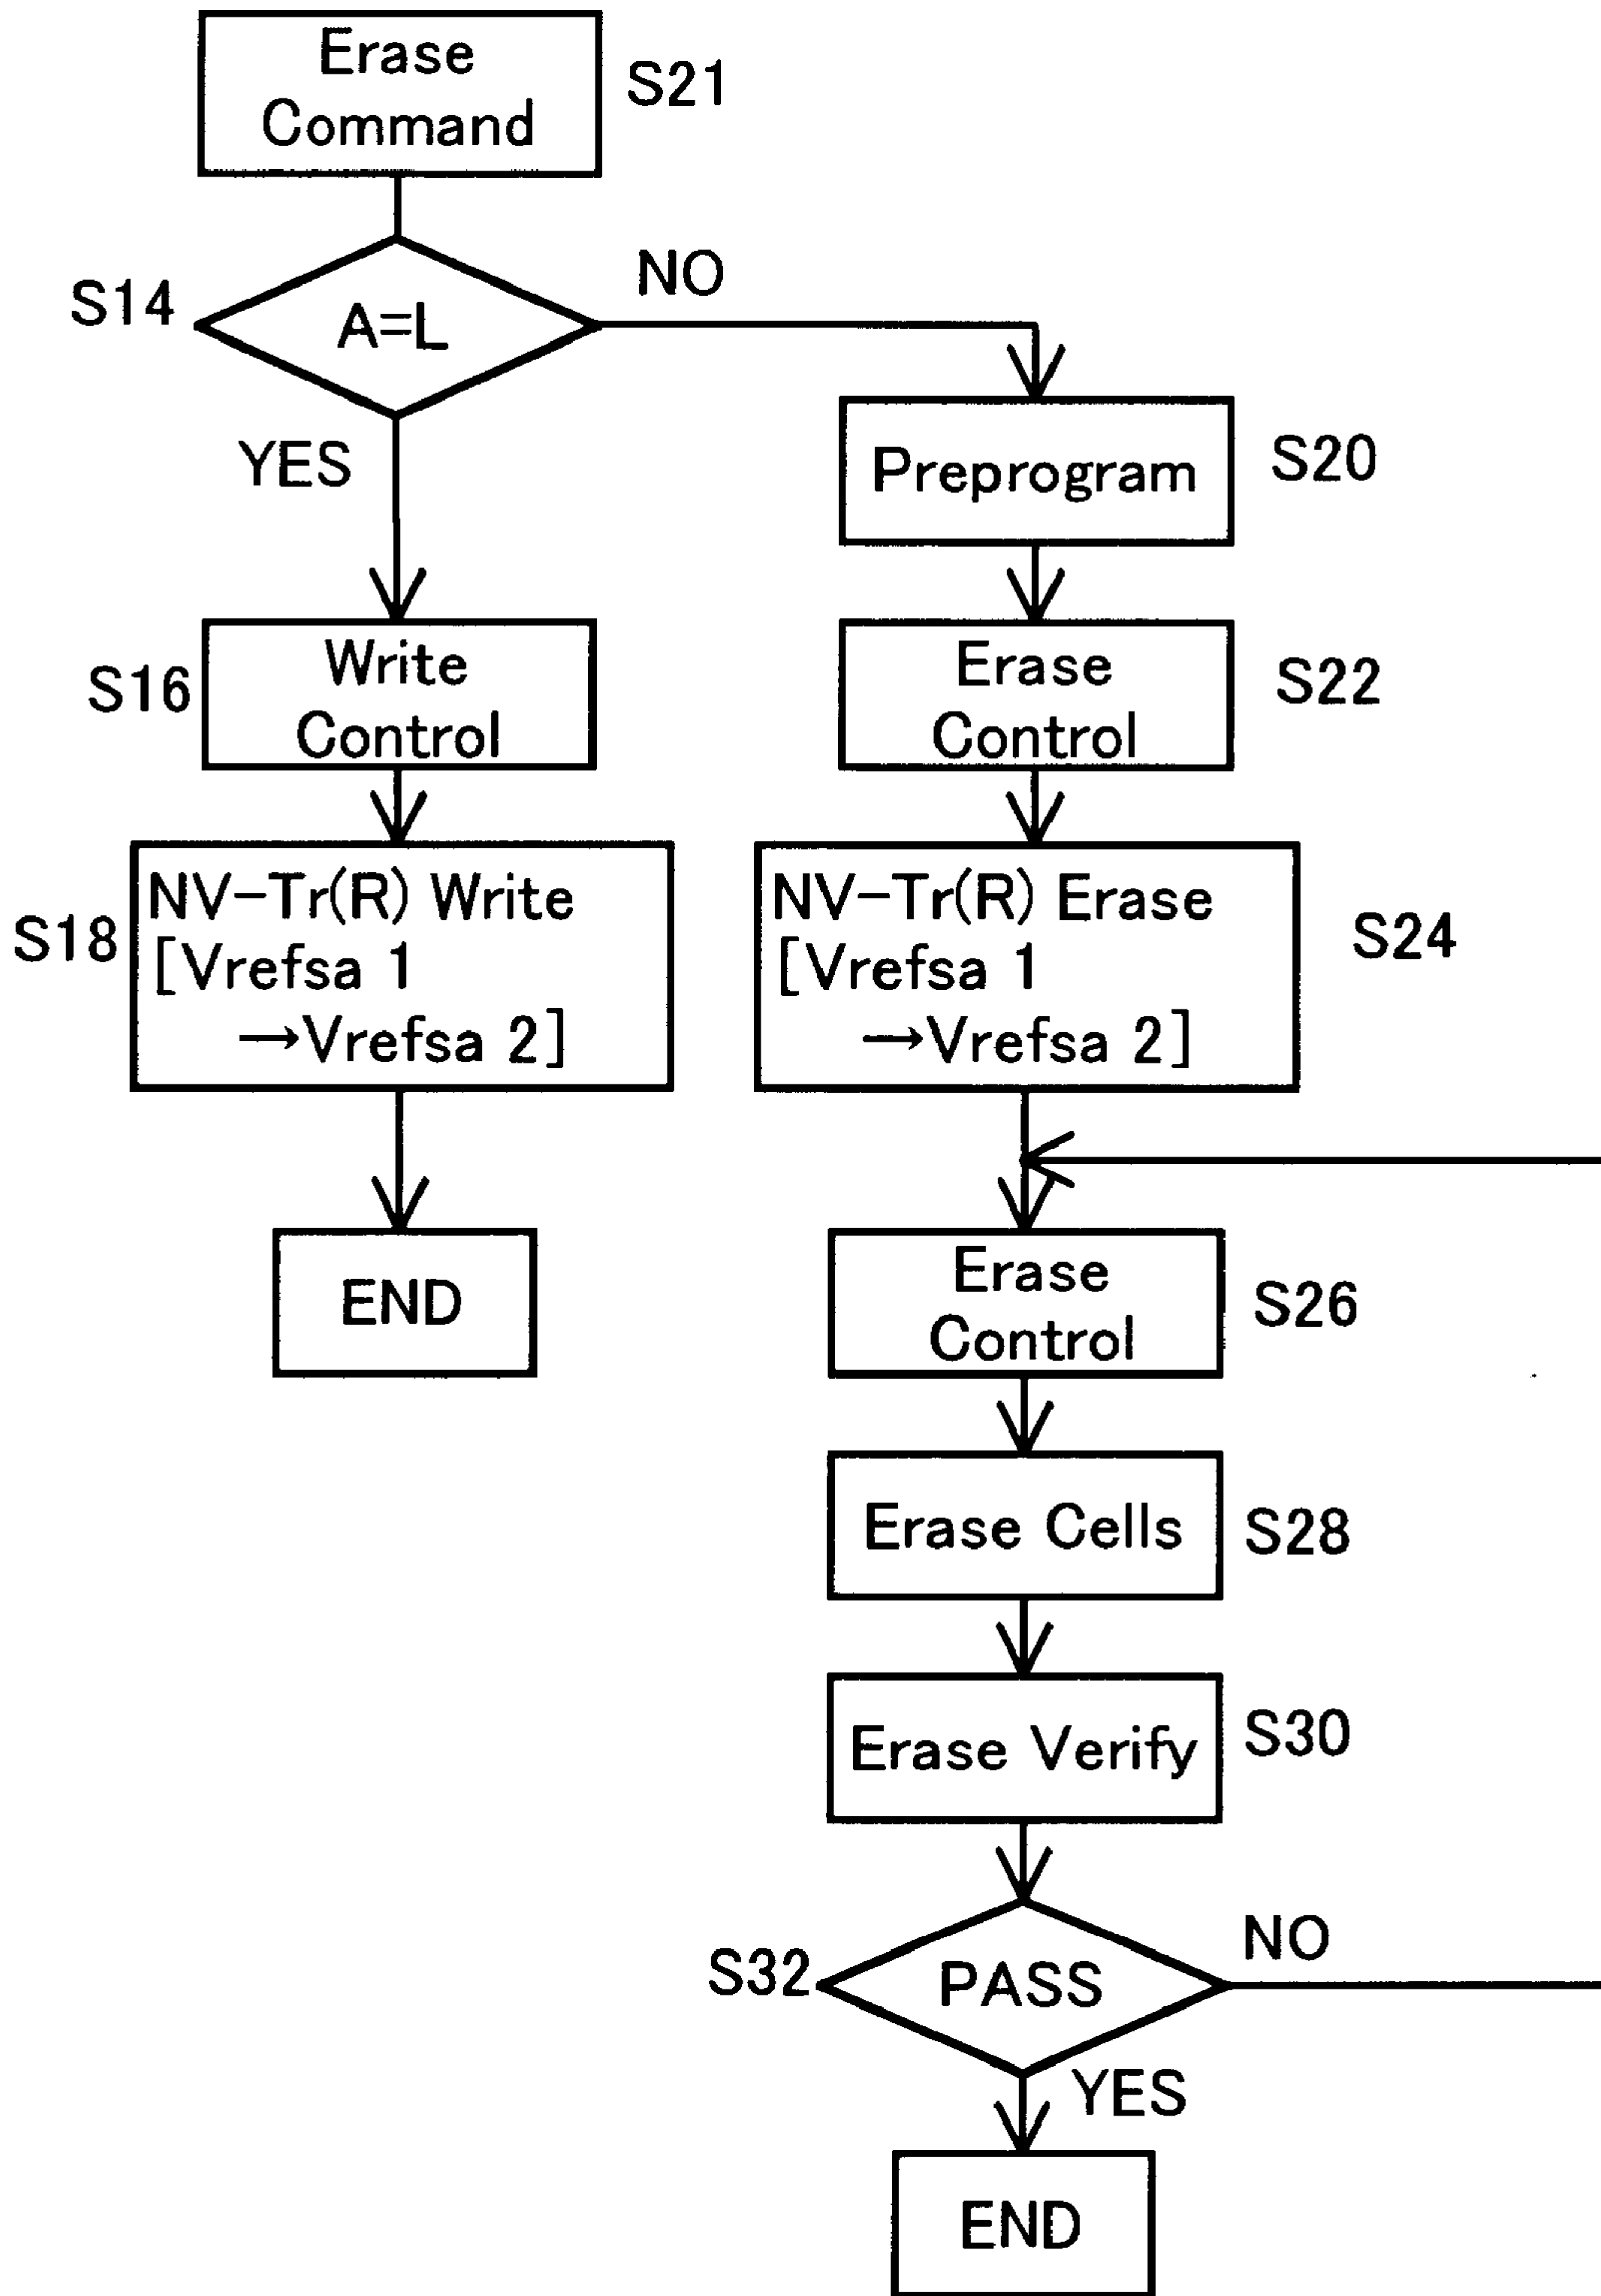 Erase
Command
S21
S14
A=L
NO
YES
Preprogram
S20
S16
Write
Control
Erase
Control
S22
S18
NV-Tr(R) Write
[Vrefsa 1
→Vrefsa 2]
NV-Tr(R) Erase
[Vrefsa 1
→Vrefsa 2]
S24
END
Erase
Control
S26
Erase Cells
S28
Erase Verify
S30
S32
PASS
NO
YES
END